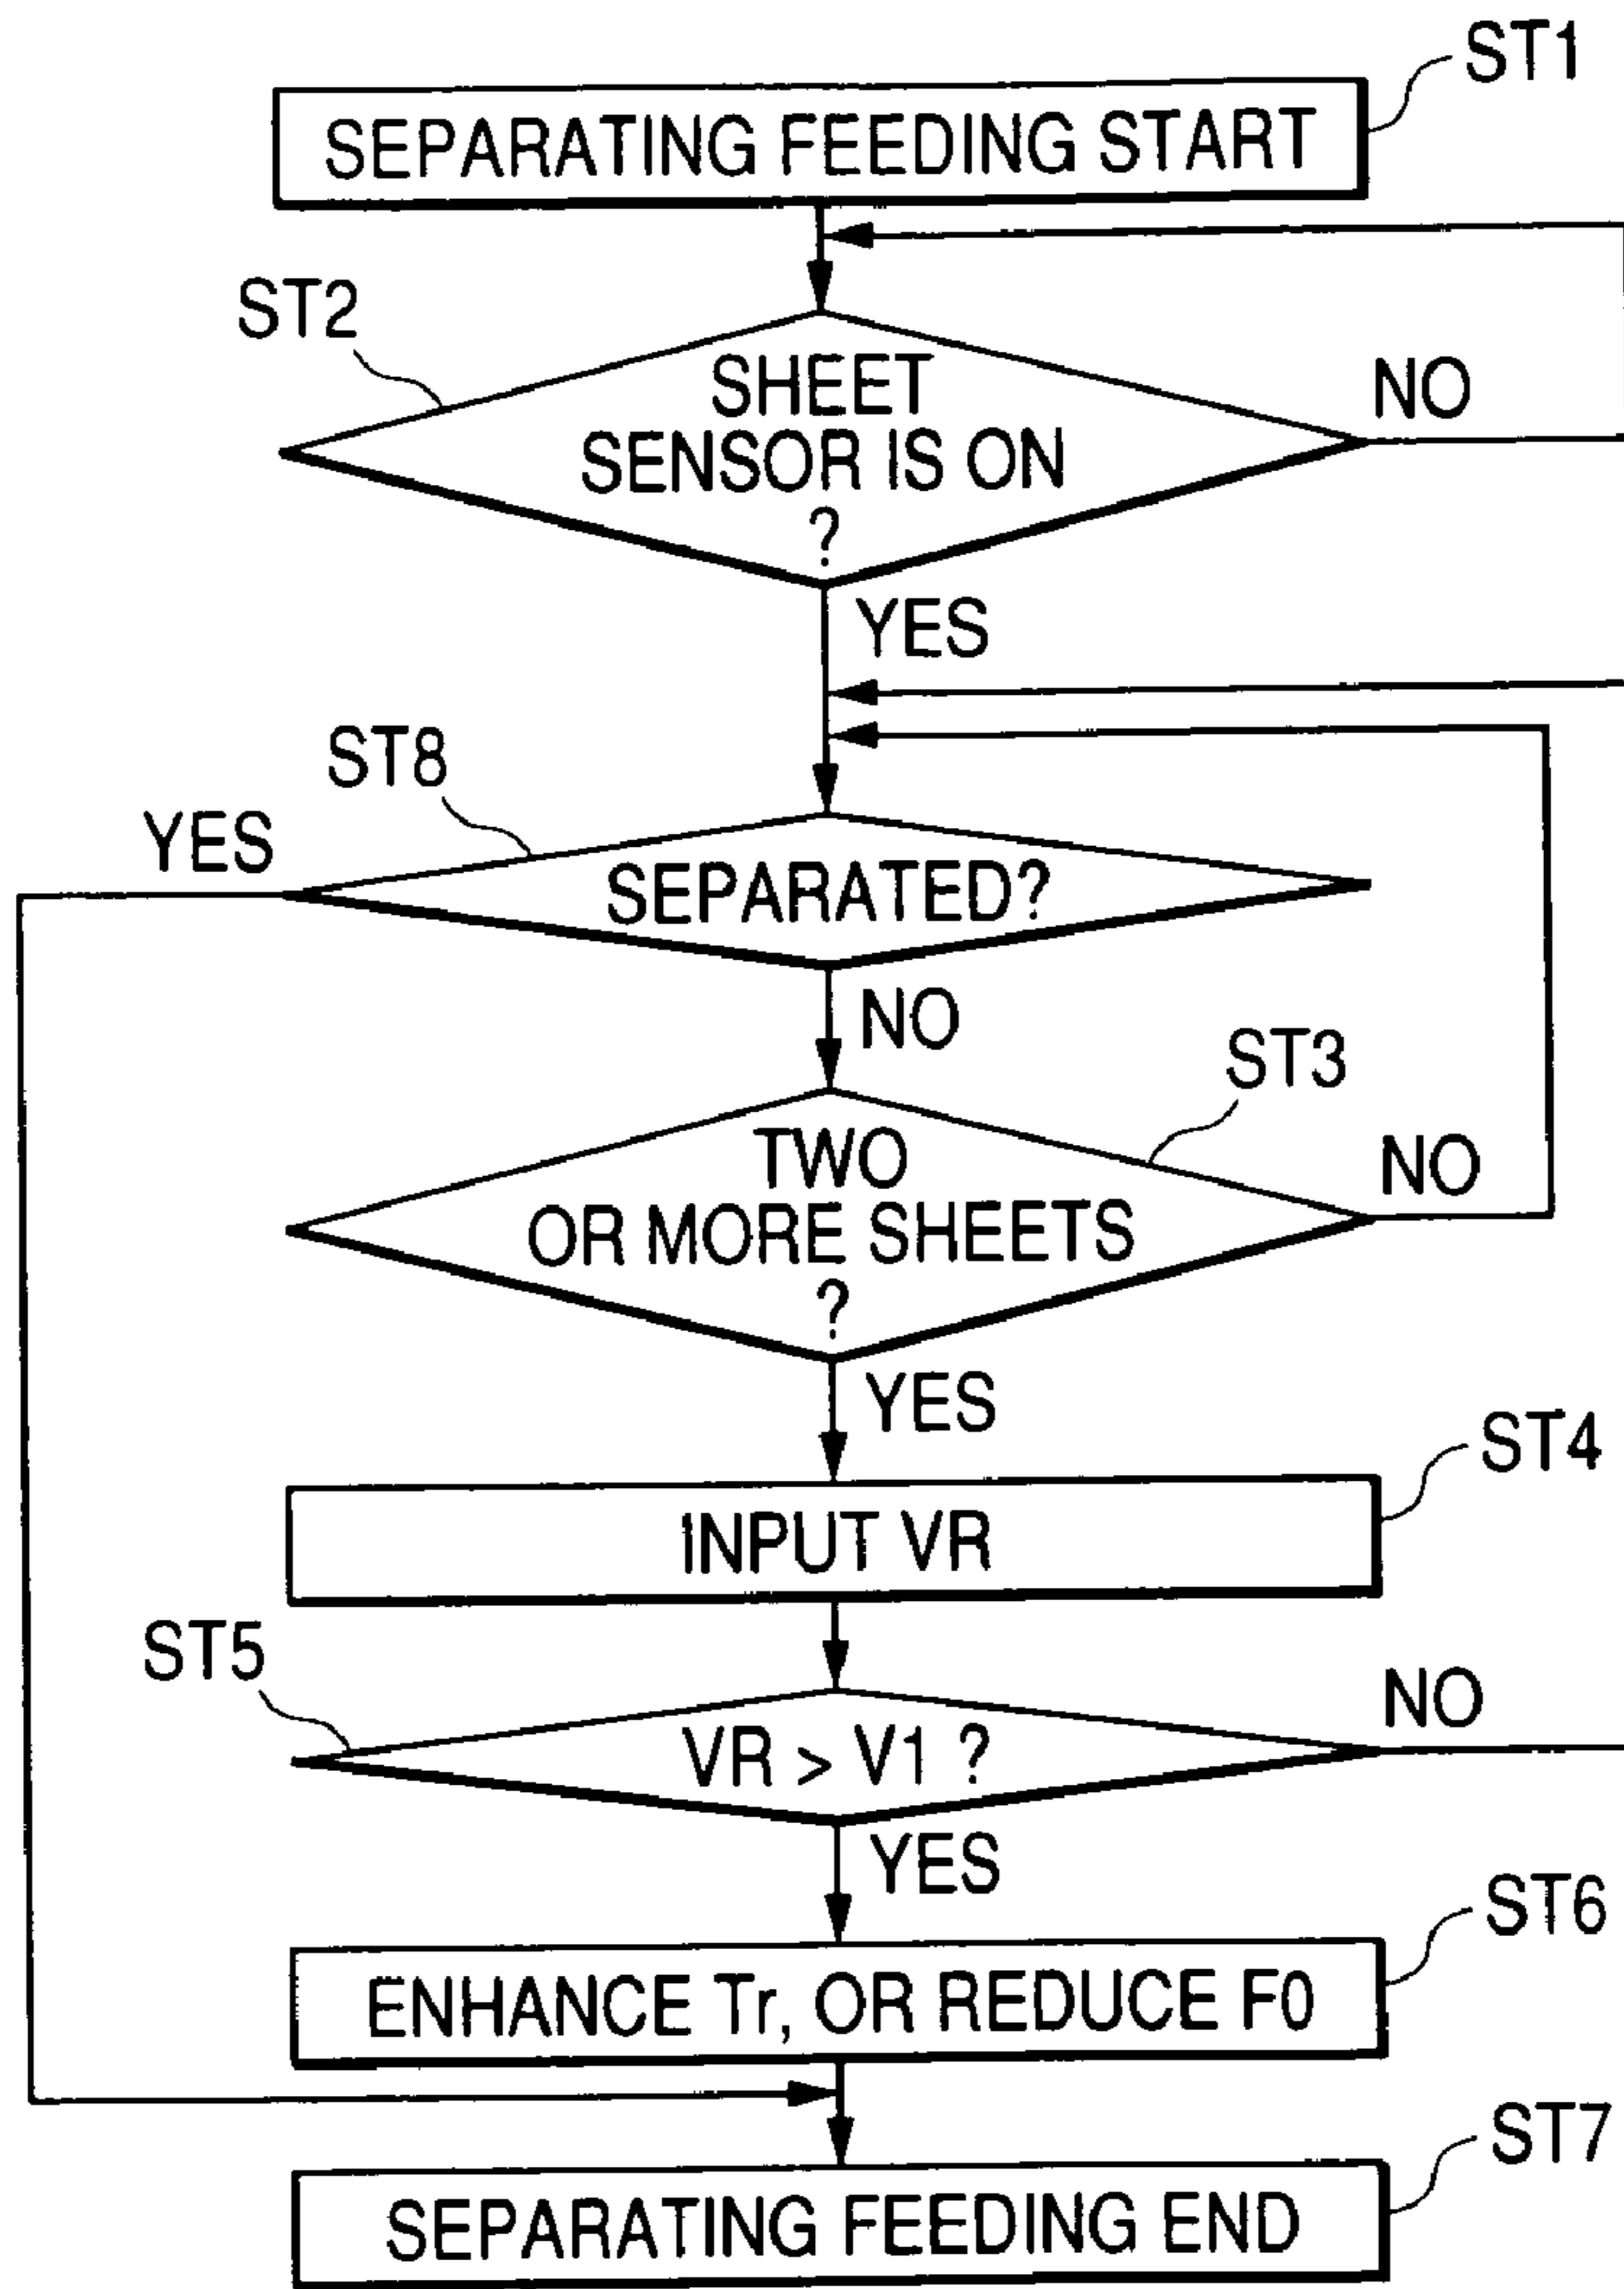 ST1
SEPARATING FEEDING START
ST2
SHEET
SENSOR IS ON
?
NO
YES
ST8
YES
SEPARATED?
NO
ST3
TWO
OR MORE SHEETS
?
NO
YES
ST4
INPUT VR
ST5
VR > V1 ?
NO
YES
ST6
ENHANCE Tr, OR REDUCE F0
ST7
SEPARATING FEEDING END